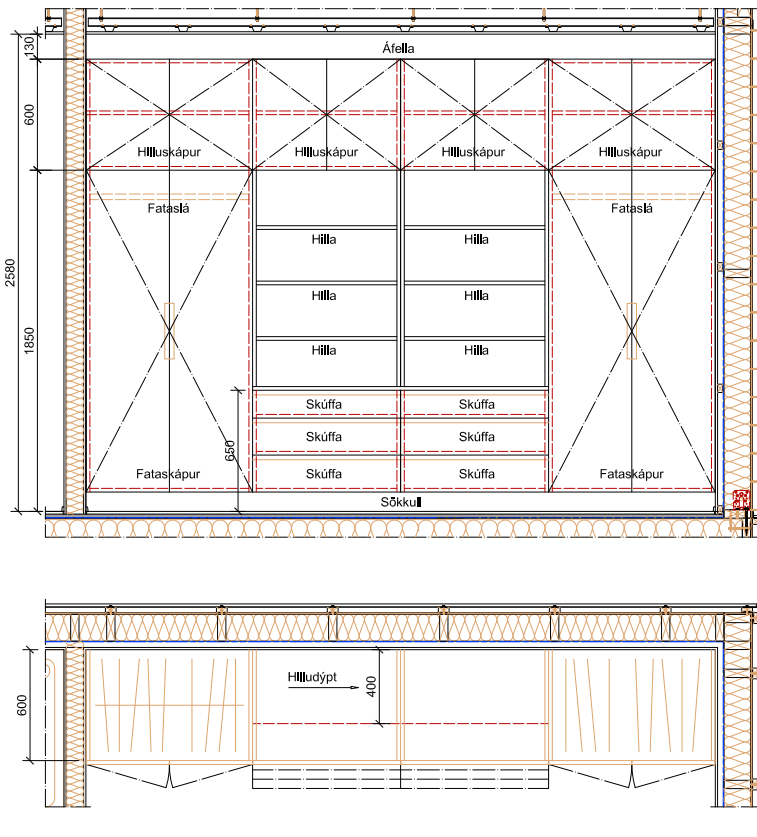 130
Áfella
600
Hilluskápur Hilluskápur Hilluskápur Hilluskápur
Fataslá Fataslá
2580
Hilla Hilla
Hilla Hilla
1850
Hilla Hilla
Skúffa Skúffa
650
Skúffa Skúffa
Fataskápur Skúffa Skúffa Fataskápur
Sökkull
600
Hilludýpt
400